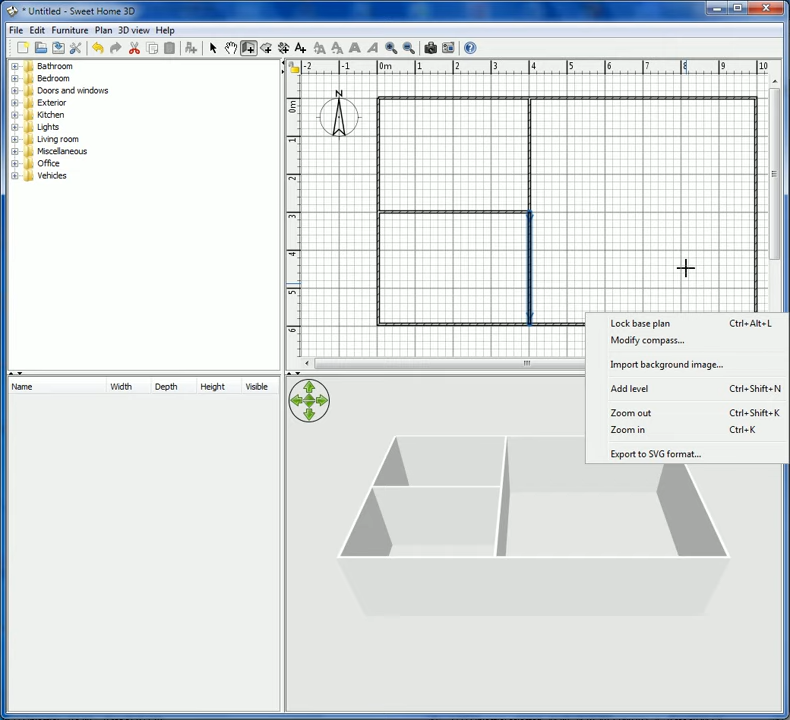 * Untitled - Sweet Home 3D
File Edit Furniture Plan 3D view Help
Bathroom
Bedroom
Doors and windows
Exterior
Kitchen
Lights
Living room
Miscellaneous
Office
Vehicles
-2 -1 0m 1 2 3 4 5 6 7 8 9 10
0m
1
2
3
4
5
6
N
Lock base plan Ctrl+Alt+L
Modify compass...
Import background image...
Add level Ctrl+Shift+N
Zoom out Ctrl+Shift+K
Zoom in Ctrl+K
Export to SVG format...
Name Width Depth Height Visible